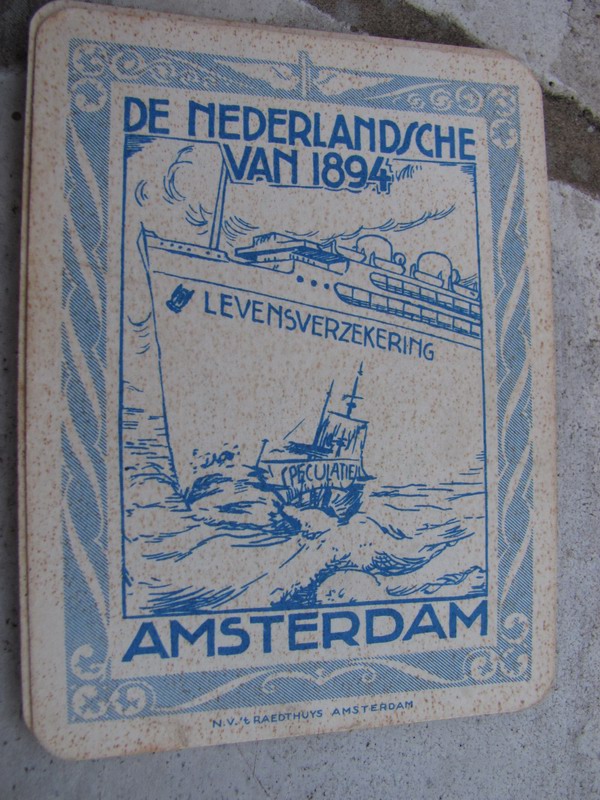 DE NEDERLANDSCHE
VAN 1894
LEVENSVERZEKERING
SPECULATIE
AMSTERDAM
N.V. 't RAEDTHUYS AMSTERDAM